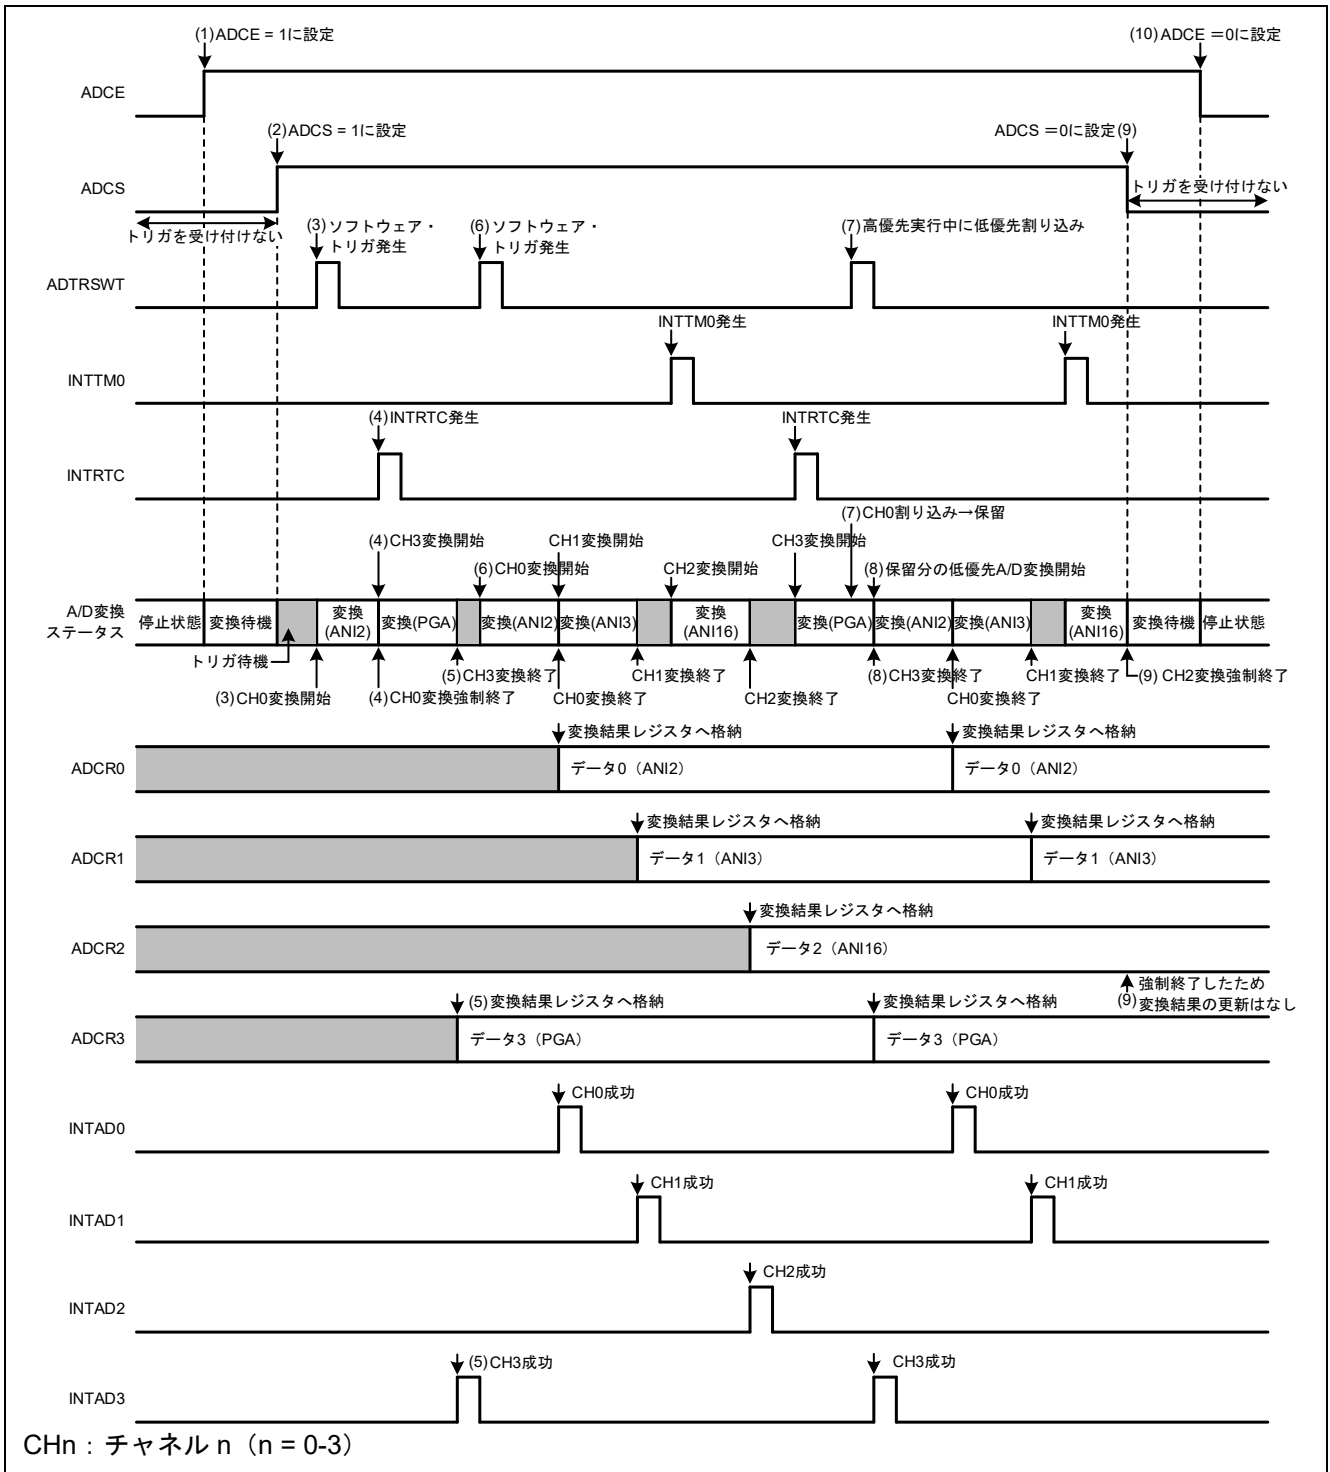 (1)ADCE = 1に設定
(10)ADCE =0に設定
ADCE
(2)ADCS = 1に設定
ADCS =0に設定(9)
ADCS
トリガを受け付けない
トリガを受け付けない
(3)ソフトウェア・
トリガ発生
(6)ソフトウェア・
トリガ発生
(7)高優先実行中に低優先割り込み
ADTRSWT
INTTM0発生
INTTM0発生
INTTM0
(4)INTRTC発生
INTRTC発生
INTRTC
(7)CH0割り込み→保留
(4)CH3変換開始
CH1変換開始
CH3変換開始
(6)CH0変換開始
CH2変換開始
(8)保留分の低優先A/D変換開始
A/D変換
ステータス
停止状態
変換待機
変換
(ANI2)
変換(PGA)
変換(ANI2)
変換(ANI3)
変換
(ANI16)
変換(PGA)
変換(ANI2)
変換(ANI3)
変換
(ANI16)
変換待機
停止状態
トリガ待機
(5)CH3変換終了
CH1変換終了
(8)CH3変換終了
CH1変換終了
(9) CH2変換強制終了
(3)CH0変換開始
(4)CH0変換強制終了
CH0変換終了
CH2変換終了
CH0変換終了
変換結果レジスタへ格納
変換結果レジスタへ格納
ADCR0
データ0（ANI2）
データ0（ANI2）
変換結果レジスタへ格納
変換結果レジスタへ格納
ADCR1
データ1（ANI3）
データ1（ANI3）
変換結果レジスタへ格納
ADCR2
データ2（ANI16）
強制終了したため
(9)変換結果の更新はなし
(5)変換結果レジスタへ格納
変換結果レジスタへ格納
ADCR3
データ3（PGA）
データ3（PGA）
CH0成功
CH0成功
INTAD0
CH1成功
CH1成功
INTAD1
CH2成功
INTAD2
(5)CH3成功
CH3成功
INTAD3
CHn：チャネル n（n = 0-3）